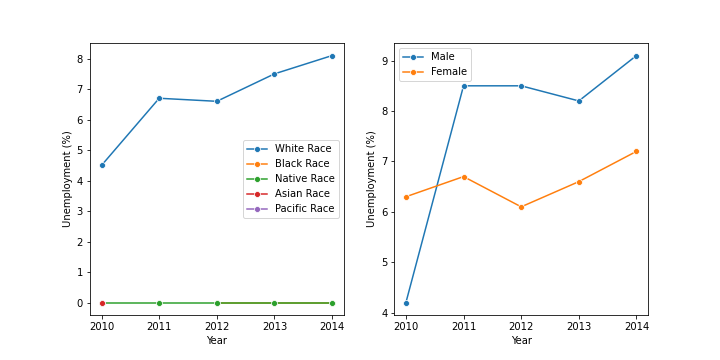 8
7
6
5
4
3
2
1
0
Unemployment (%)
White Race
Black Race
Native Race
Asian Race
Pacific Race
2010 2011 2012 2013 2014
Year
9
8
7
6
5
4
Unemployment (%)
Male
Female
2010 2011 2012 2013 2014
Year